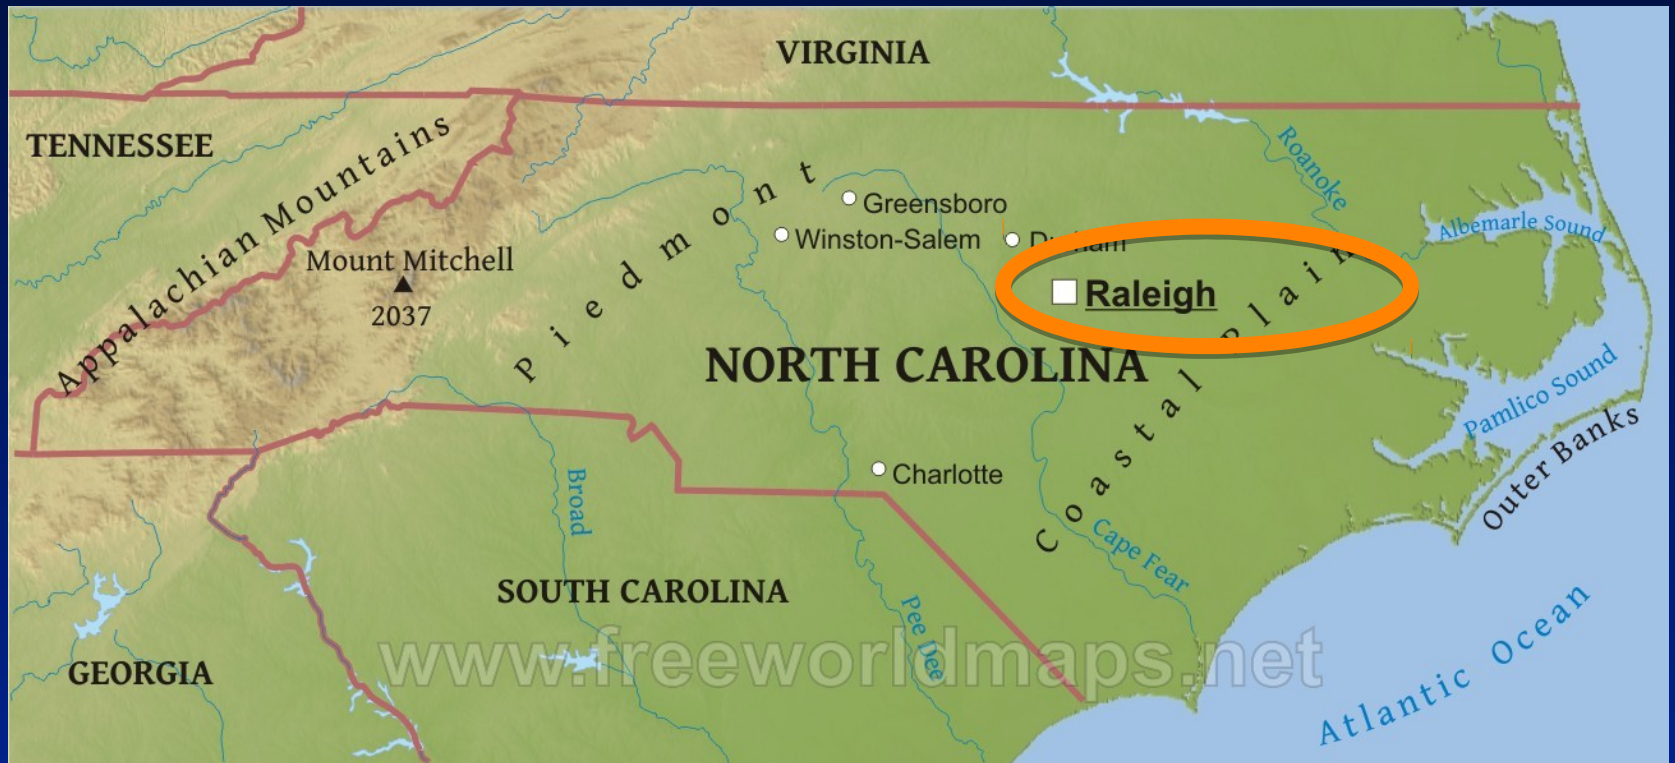 VIRGINIA
TENNESSEE
Appalachian Mountains
Roanoke
Piedmont
Greensboro
Winston-Salem
Durham
Albemarle Sound
Mount Mitchell
2037
Raleigh
NORTH CAROLINA
Coastal Plain
Pamlico Sound
Outer Banks
Charlotte
Broad
Cape Fear
SOUTH CAROLINA
Pee Dee
GEORGIA
www.freeworldmaps.net
Atlantic Ocean